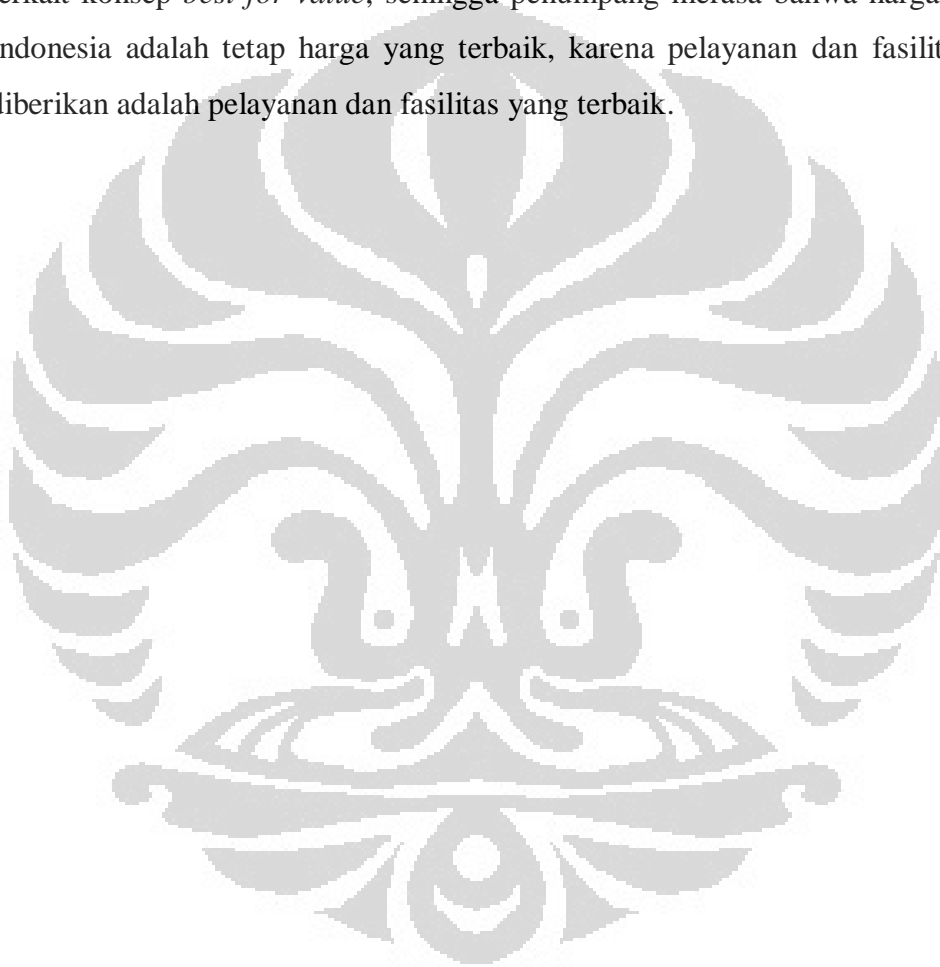 erkait konsep best for value, sehingga penumpang merasa bahwa harga
ndonesia adalah tetap harga yang terbaik, karena pelayanan dan fasilit
diberikan adalah pelayanan dan fasilitas yang terbaik.